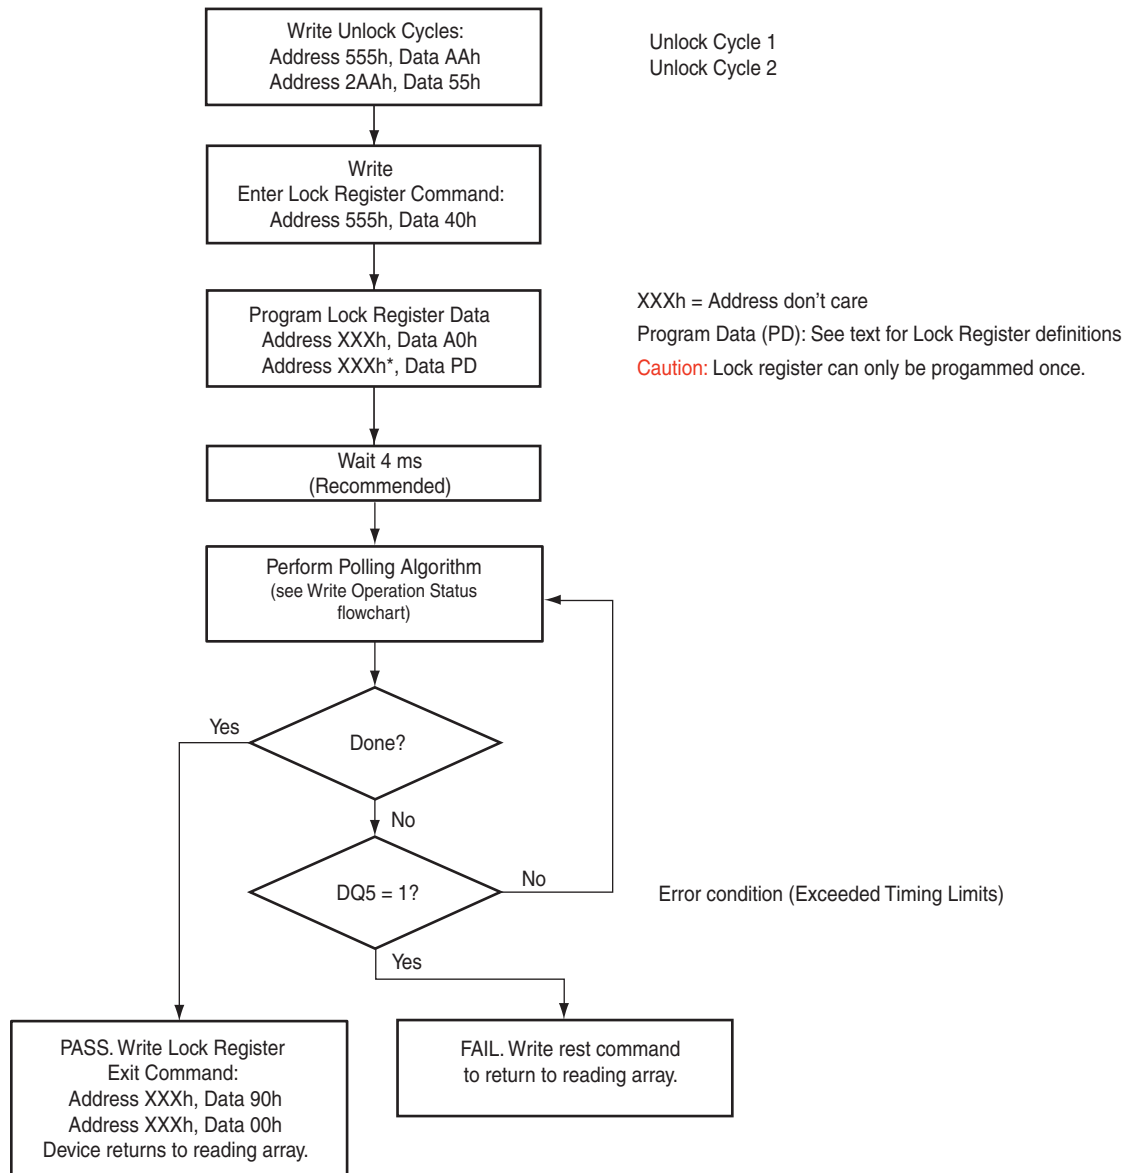 Write Unlock Cycles:
Address 555h, Data AAh
Address 2AAh, Data 55h
Unlock Cycle 1
Unlock Cycle 2
Write
Enter Lock Register Command:
Address 555h, Data 40h
Program Lock Register Data
Address XXXh, Data A0h
Address XXXh*, Data PD
XXXh = Address don't care
Program Data (PD): See text for Lock Register definitions
Caution: Lock register can only be progammed once.
Wait 4 ms
(Recommended)
Perform Polling Algorithm
(see Write Operation Status
flowchart)
Yes
Done?
No
DQ5 = 1?
No
Error condition (Exceeded Timing Limits)
Yes
PASS. Write Lock Register
Exit Command:
Address XXXh, Data 90h
Address XXXh, Data 00h
Device returns to reading array.
FAIL. Write rest command
to return to reading array.